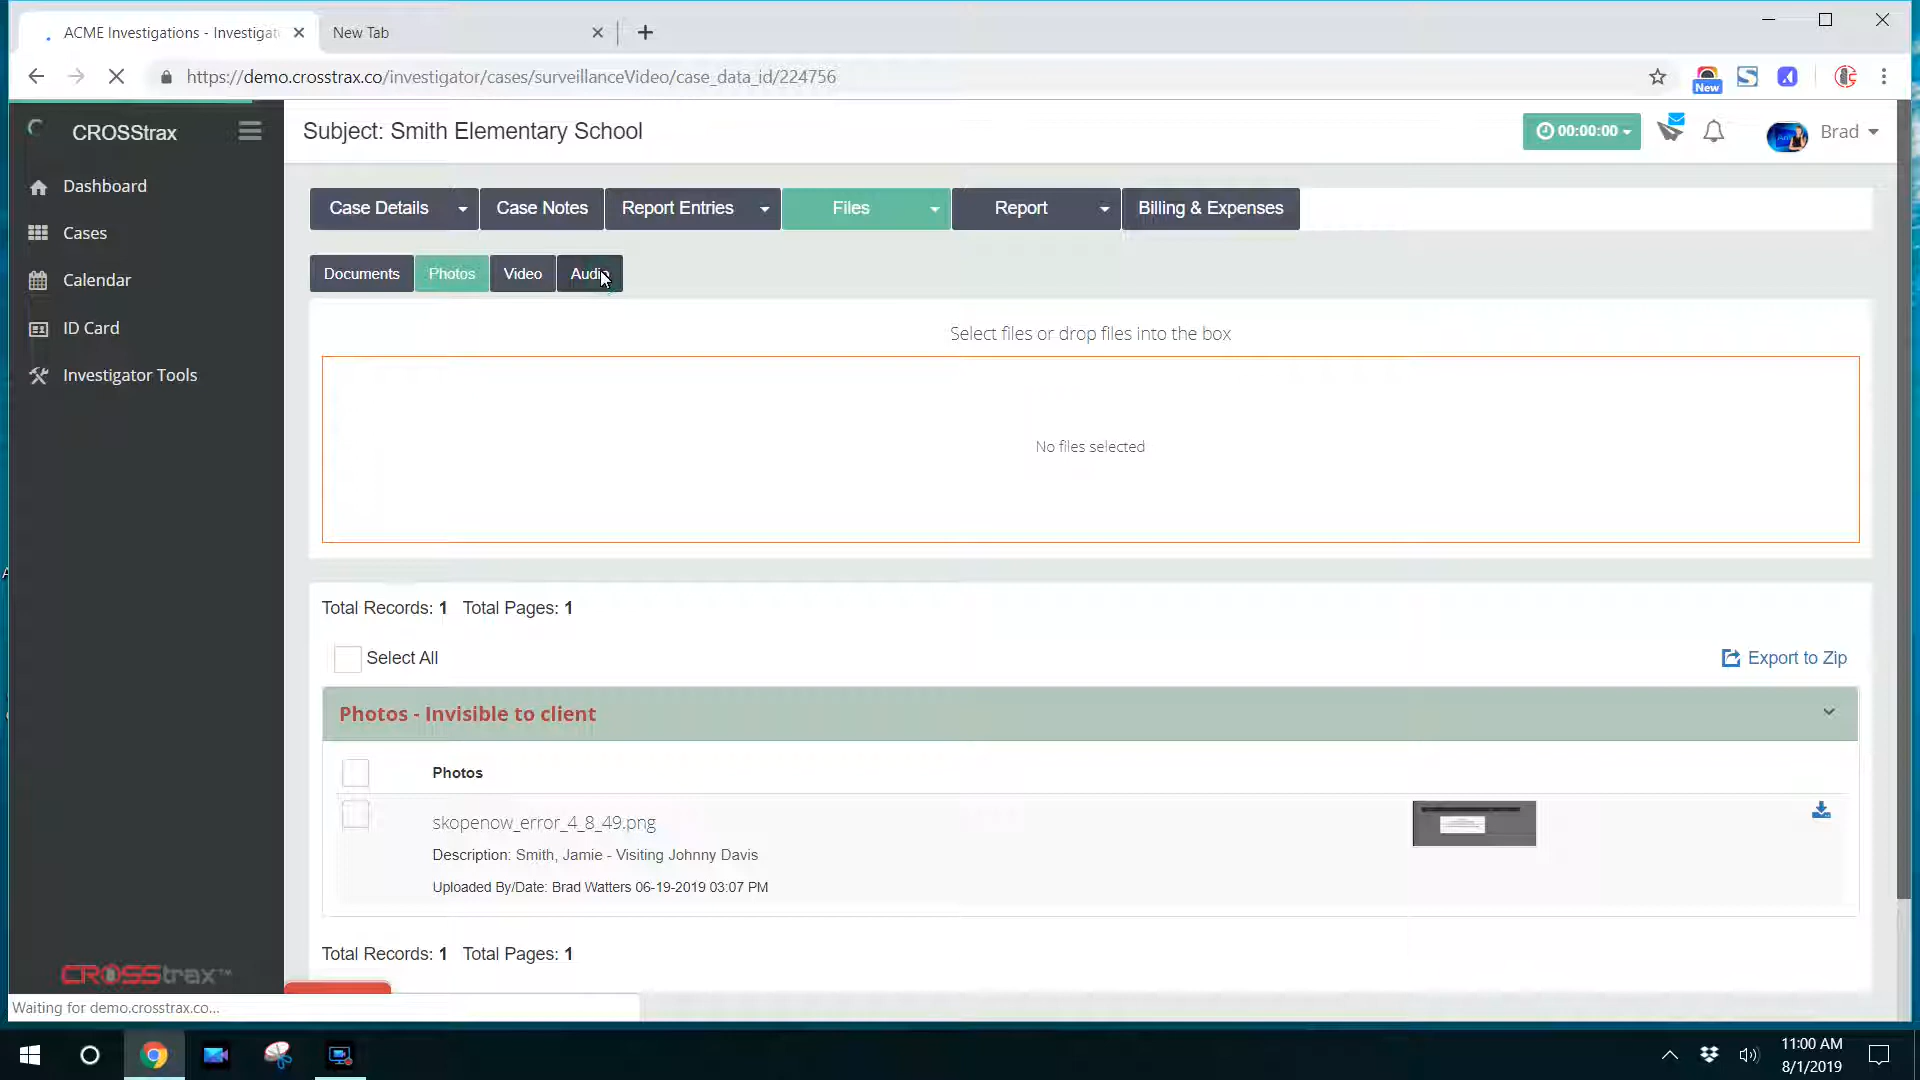 ACME Investigations - Investigat
New Tab
https://demo.crosstrax.co/investigator/cases/surveillanceVideo/case_data_id/224756
New
CROSStrax
Subject: Smith Elementary School
00:00:00
Brad
Dashboard
Cases
Calendar
ID Card
Investigator Tools
Case Details
Case Notes
Report Entries
Files
Report
Billing & Expenses
Documents
Photos
Video
Audio
Select files or drop files into the box
No files selected
Total Records: 1 Total Pages: 1
Select All
Export to Zip
Photos - Invisible to client
Photos
skopenow_error_4_8_49.png
Description: Smith, Jamie - Visiting Johnny Davis
Uploaded By/Date: Brad Watters 06-19-2019 03:07 PM
Total Records: 1 Total Pages: 1
CROSStrax™
Waiting for demo.crosstrax.co...
11:00 AM
8/1/2019